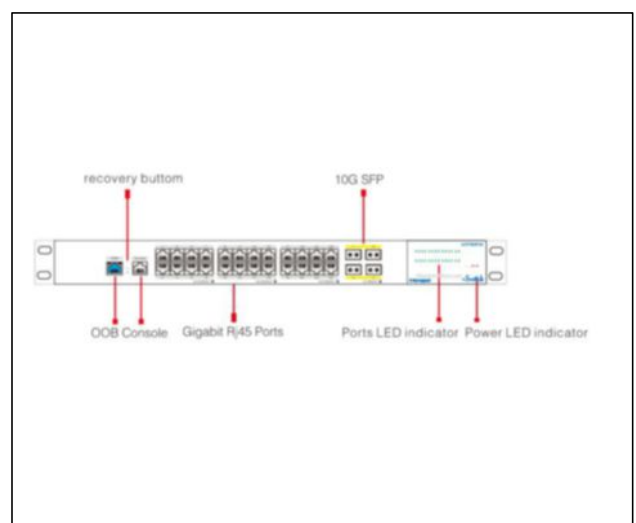 recovery buttom
10G SFP
OOB Console
Gigabit Rj45 Ports
Ports LED indicator
Power LED indicator